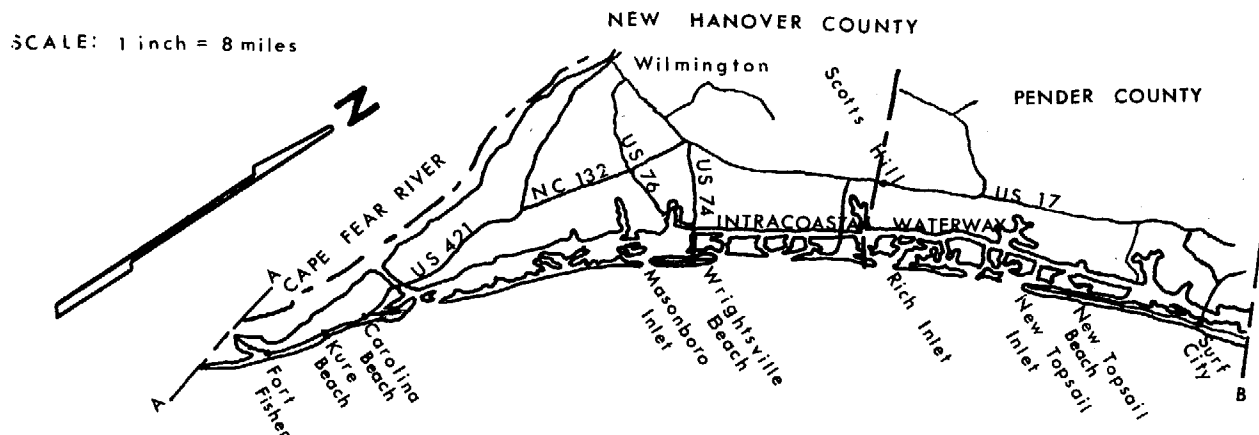 NEW HANOVER COUNTY
SCALE: 1 inch = 8 miles
Wilmington
Scotts Hill
PENDER COUNTY
N
US 76
US 74
NC 132
US 17
CAPE FEAR RIVER
US 421
INTRACOASTAL WATERWAY
A
A
B
Fort Fisher
Kure Beach
Carolina Beach
Masonboro Inlet
Wrightsville Beach
Rich Inlet
New Topsail Inlet
New Topsail Beach
Surf City